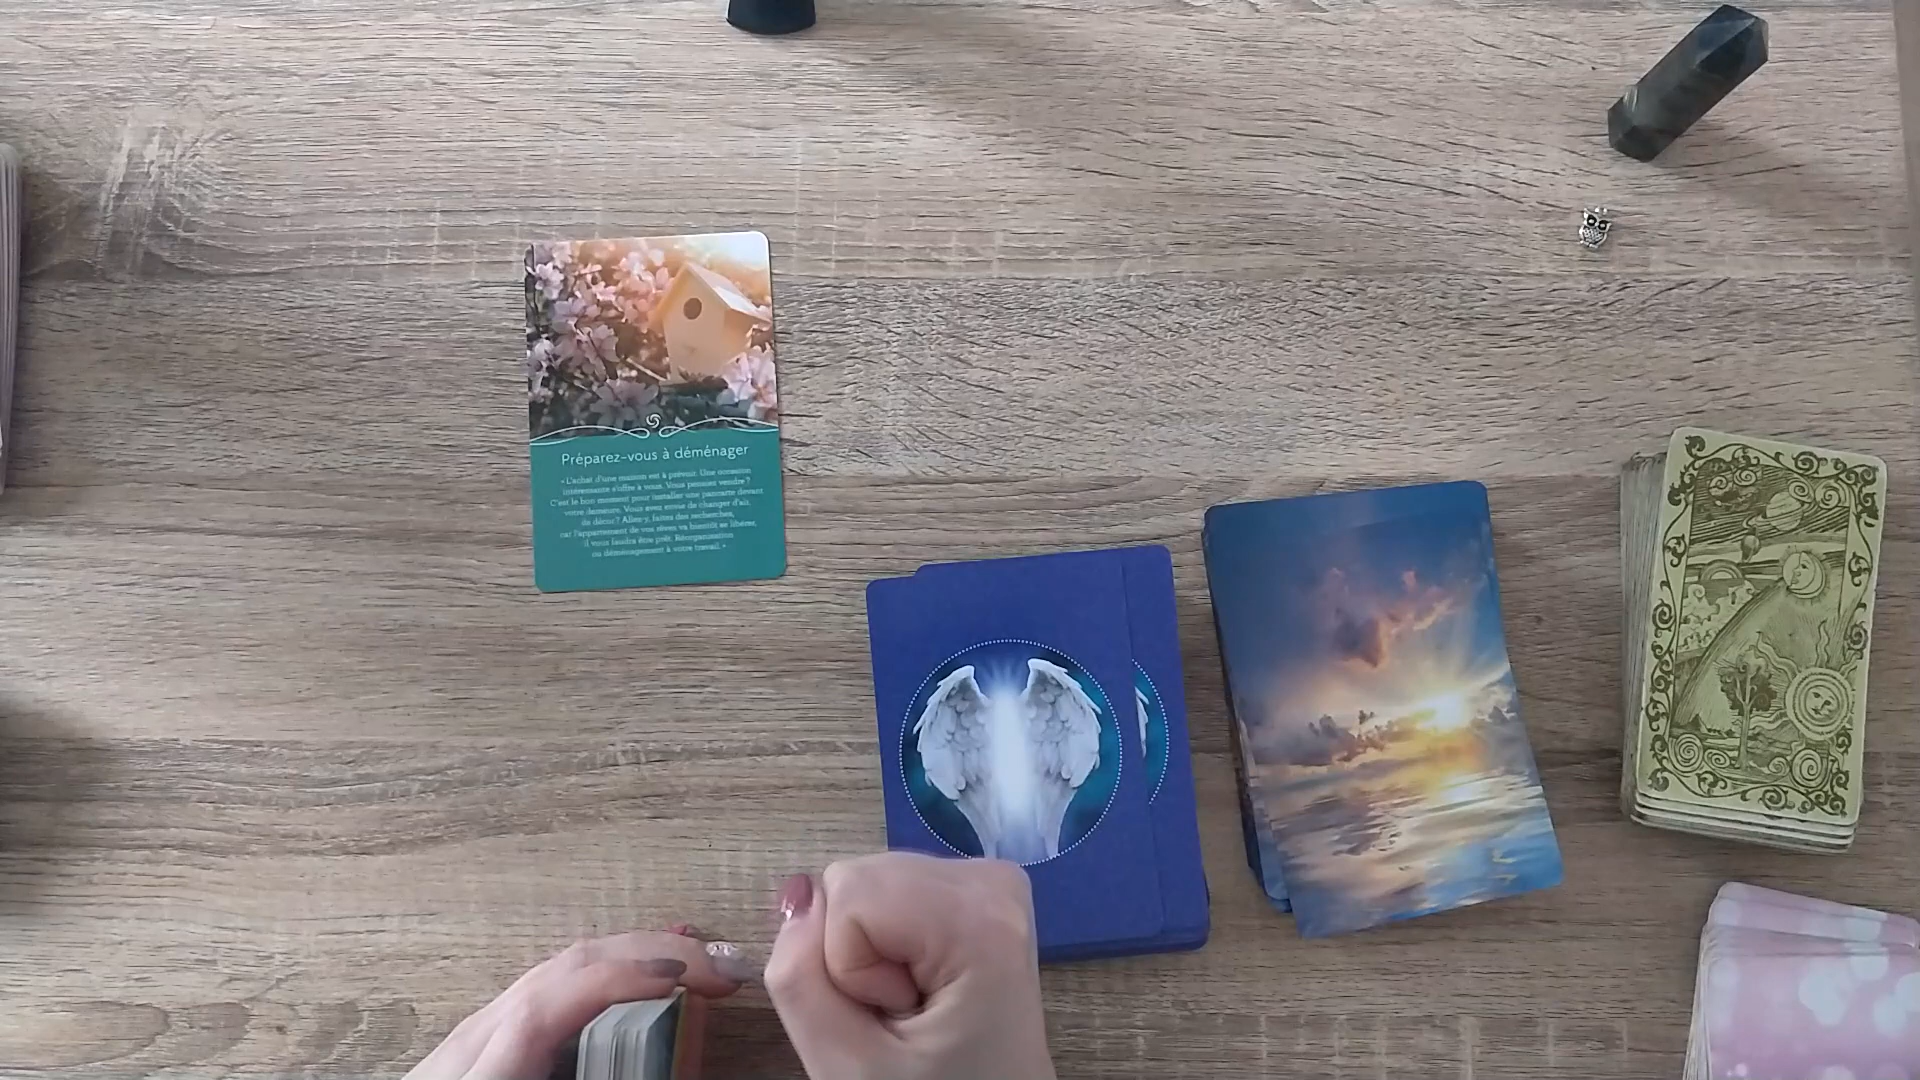 Préparez-vous à déménager
« L'achat d'une maison est à prévoir. Une occasion
intéressante s'offre à vous. Vous pensiez vendre ?
C'est le bon moment pour installer une pancarte devant
votre demeure. Vous avez envie de changer d'air,
de décor ? Allez-y, faites des recherches,
car l'appartement de vos rêves va bientôt se libérer,
il vous faudra être prêt. Réorganisation
ou déménagement à votre travail. »